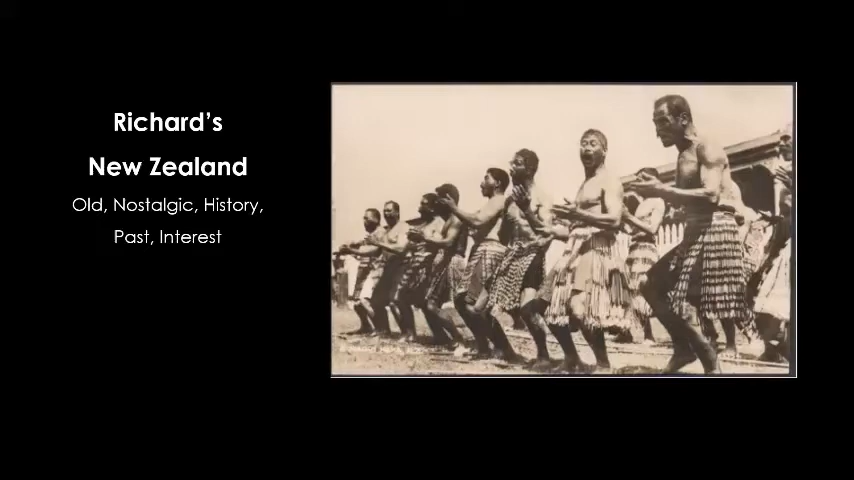 Richard's
New Zealand
Old, Nostalgic, History,
Past, Interest